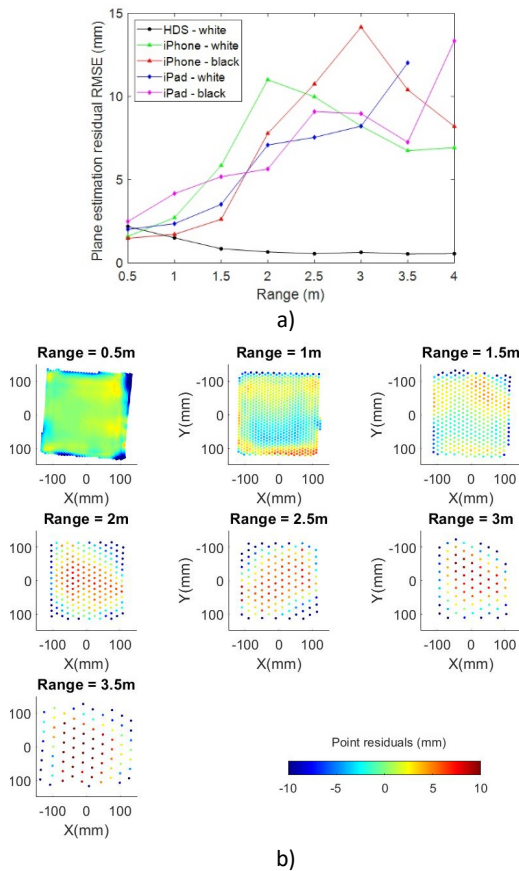 Plane estimation residual RMSE (mm)
15
10
5
0
HDS - white
iPhone - white
iPhone - black
iPad - white
iPad - black
0.5 1 1.5 2 2.5 3 3.5 4
Range (m)
a)
Range = 0.5m Range = 1m Range = 1.5m
100 -100 -100
0 Y(mm) 0 Y(mm) 0
100 100 100
-100 0 100 -100 0 100 -100 0 100
X(mm) X(mm) X(mm)
Range = 2m Range = 2.5m Range = 3m
100 -100 -100
0 Y(mm) 0 Y(mm) 0
100 100 100
-100 0 100 -100 0 100 -100 0 100
X(mm) X(mm) X(mm)
Range = 3.5m
100
0
100
-100 0 100
X(mm)
Point residuals (mm)
-10 -5 0 5 10
b)